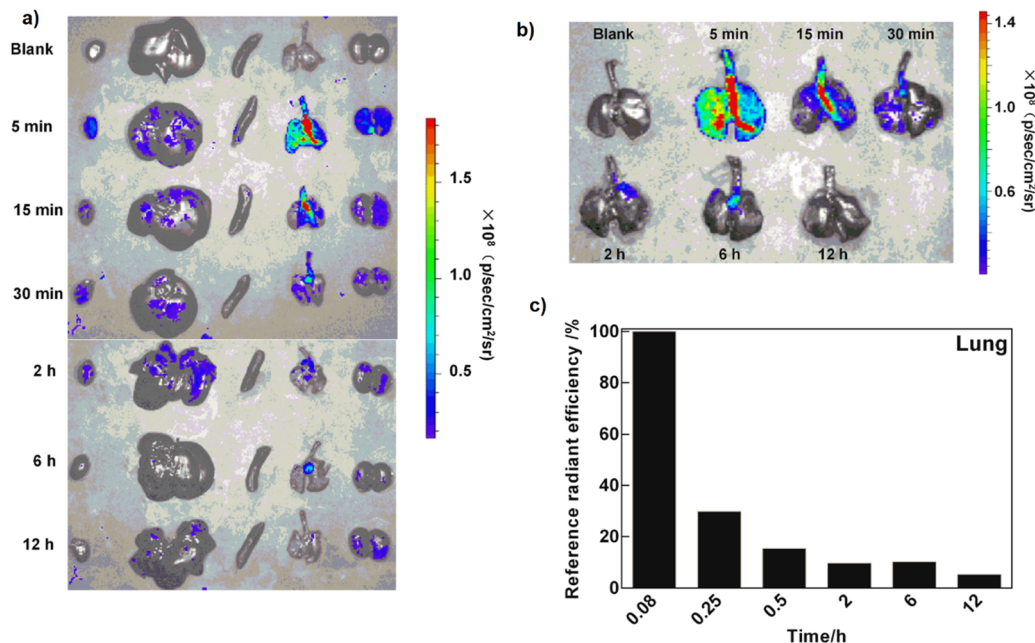 a)
Blank
5 min
15 min
30 min
2 h
6 h
12 h
1.5
1.0
0.5
×10⁸ (p/sec/cm²/sr)
b)
Blank
5 min
15 min
30 min
2 h
6 h
12 h
1.4
1.0
0.6
×10⁸ (p/sec/cm²/sr)
c)
Lung
Reference radiant efficiency /%
100
80
60
40
20
0
0.08
0.25
0.5
2
6
12
Time/h